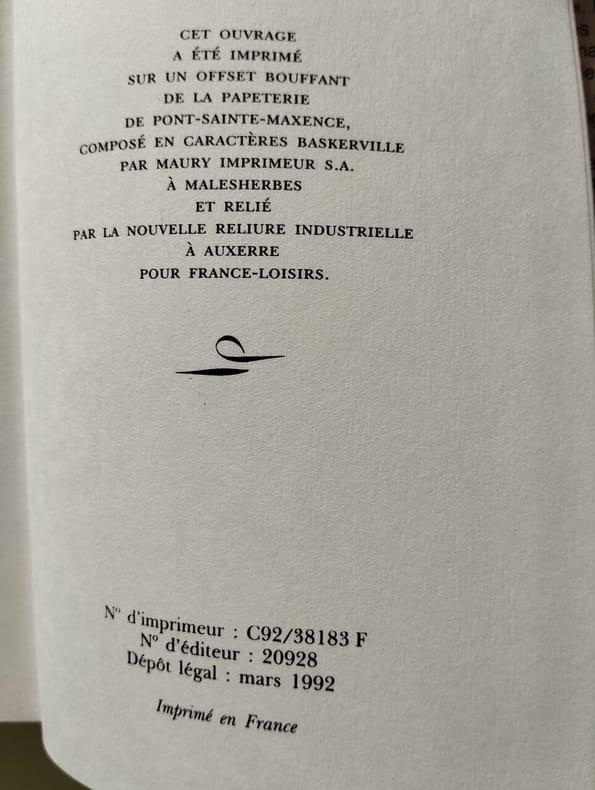 CET OUVRAGE
A ÉTÉ IMPRIMÉ
SUR UN OFFSET BOUFFANT
DE LA PAPETERIE
DE PONT-SAINTE-MAXENCE,
COMPOSÉ EN CARACTÈRES BASKERVILLE
PAR MAURY IMPRIMEUR S.A.
À MALESHERBES
ET RELIÉ
PAR LA NOUVELLE RELIURE INDUSTRIELLE
À AUXERRE
POUR FRANCE-LOISIRS.
N° d'imprimeur : C92/38183 F
N° d'éditeur : 20928
Dépôt légal : mars 1992
Imprimé en France